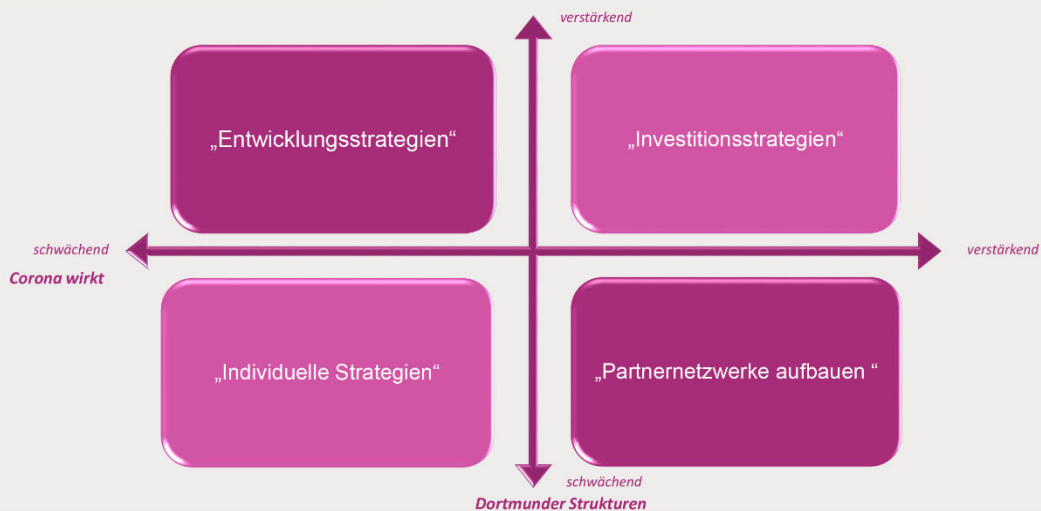 verstärkend
„Entwicklungsstrategien“
„Investitionsstrategien“
schwächend
verstärkend
Corona wirkt
„Individuelle Strategien“
„Partnernetzwerke aufbauen “
schwächend
Dortmunder Strukturen